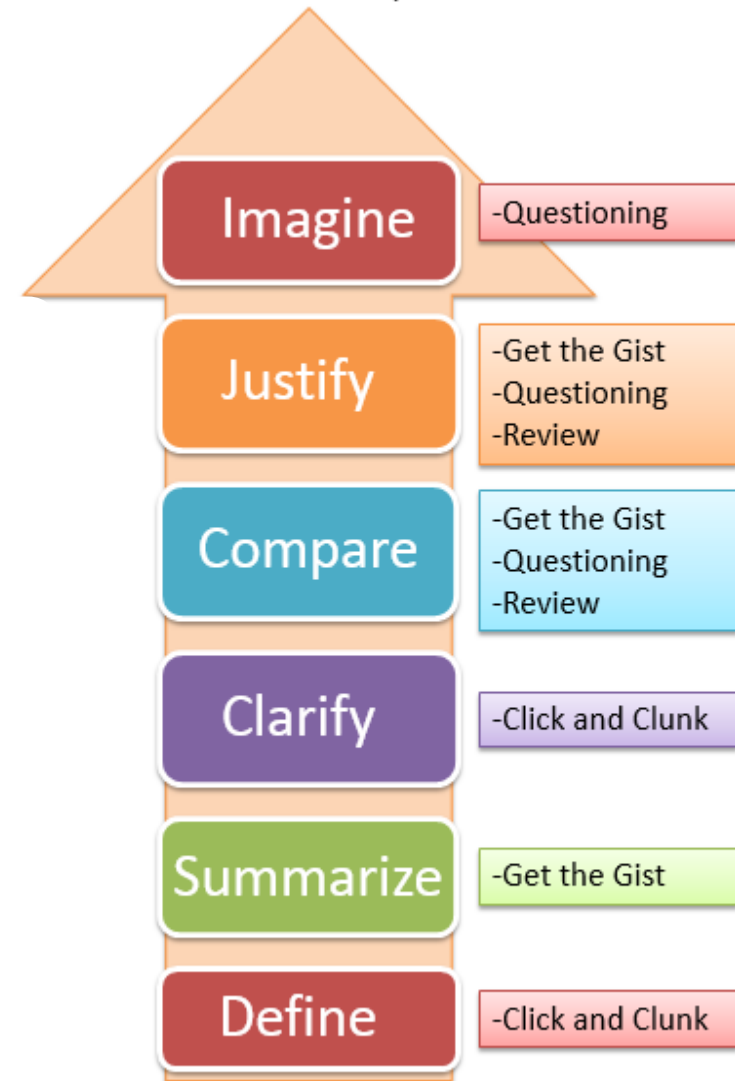 Imagine
-Questioning
Justify
-Get the Gist
-Questioning
-Review
Compare
-Get the Gist
-Questioning
-Review
Clarify
-Click and Clunk
Summarize
-Get the Gist
Define
-Click and Clunk